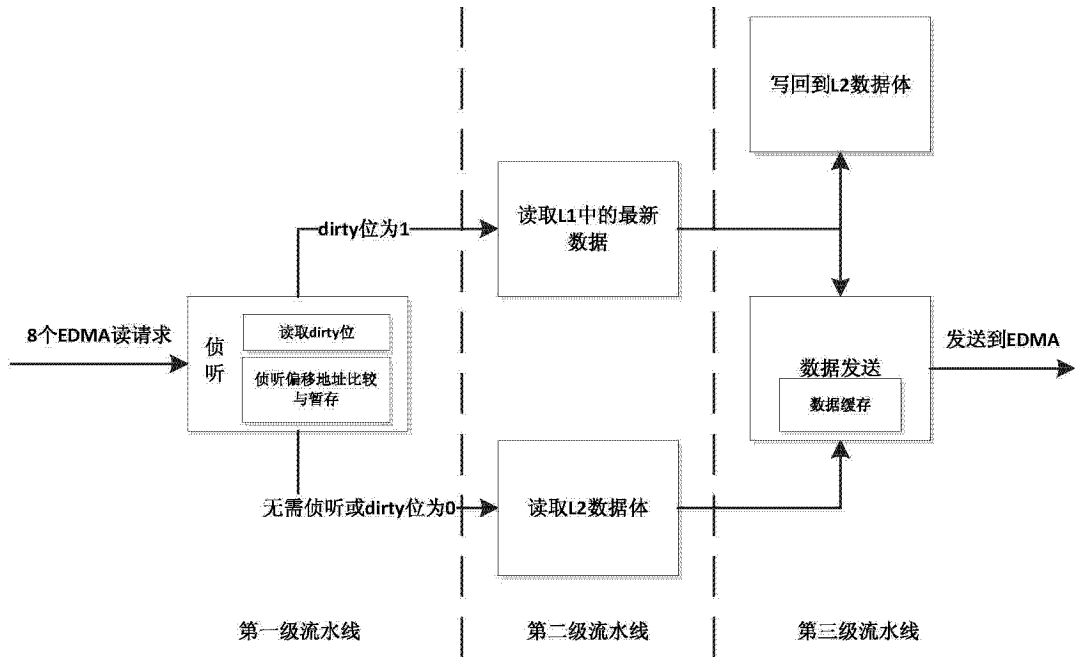 写回到L2数据体
读取L1中的最新
数据
dirty位为1
8个EDMA读请求
侦
听
读取dirty位
侦听偏移地址比较
与暂存
发送到EDMA
数据发送
数据缓存
无需侦听或dirty位为0
读取L2数据体
第一级流水线
第二级流水线
第三级流水线